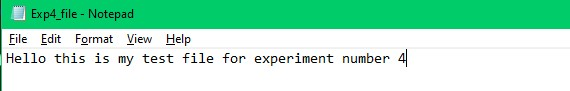 Exp4_file - Notepad
File Edit Format View Help
Hello this is my test file for experiment number 4